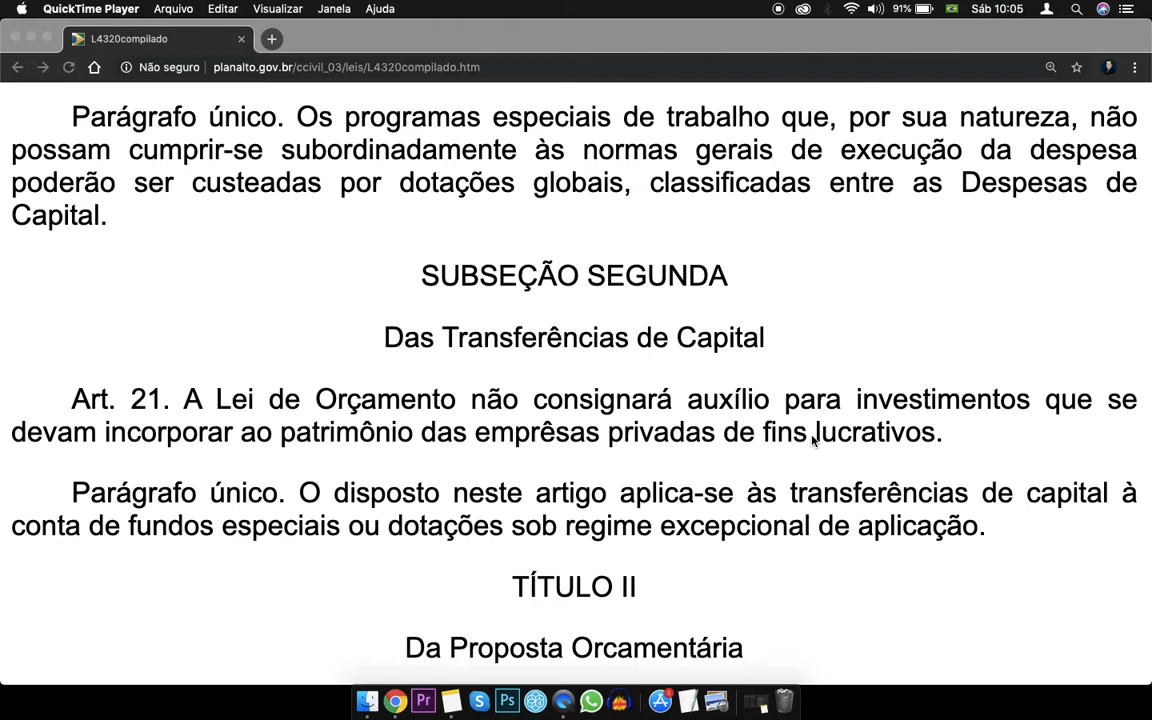 QuickTime Player Arquivo Editar Visualizar Janela Ajuda 91% Sáb 10:05
L4320compilado
Não seguro planalto.gov.br/ccivil_03/leis/L4320compilado.htm
Parágrafo único. Os programas especiais de trabalho que, por sua natureza, não
possam cumprir-se subordinadamente às normas gerais de execução da despesa
poderão ser custeadas por dotações globais, classificadas entre as Despesas de
Capital.
SUBSEÇÃO SEGUNDA
Das Transferências de Capital
Art. 21. A Lei de Orçamento não consignará auxílio para investimentos que se
devam incorporar ao patrimônio das emprêsas privadas de fins lucrativos.
Parágrafo único. O disposto neste artigo aplica-se às transferências de capital à
conta de fundos especiais ou dotações sob regime excepcional de aplicação.
TÍTULO II
Da Proposta Orcamentária
Pr Ps